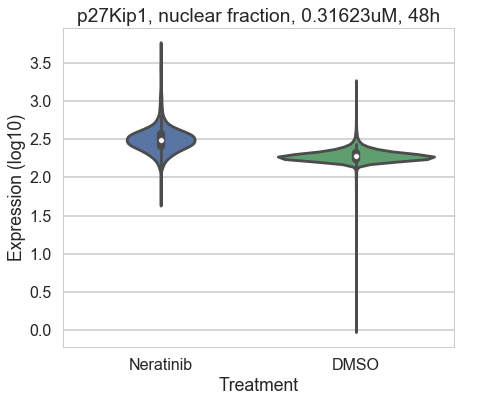 p27Kip1, nuclear fraction, 0.31623uM, 48h
Expression (log10)
3.5
3.0
2.5
2.0
1.5
1.0
0.5
0.0
Neratinib DMSO
Treatment